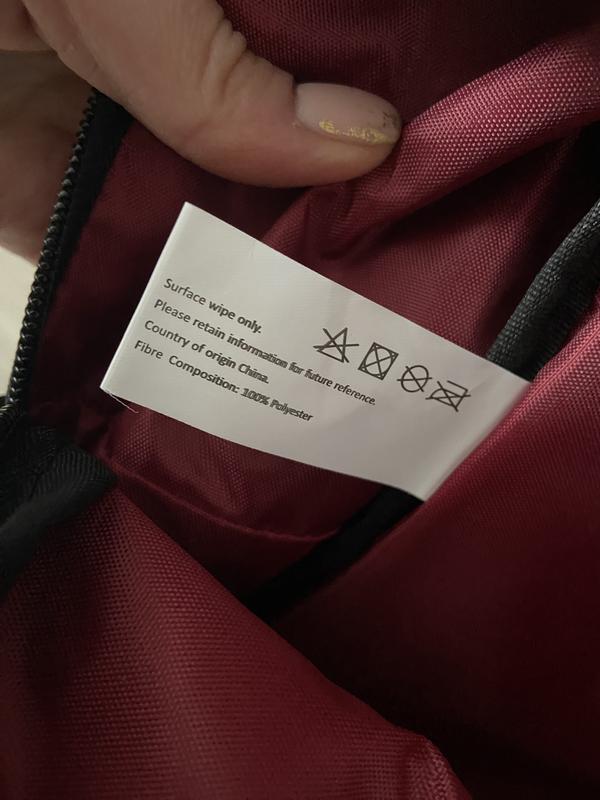 Surface wipe only.
Please retain information for future reference.
Country of origin China.
Fibre Composition: 100% Polyester